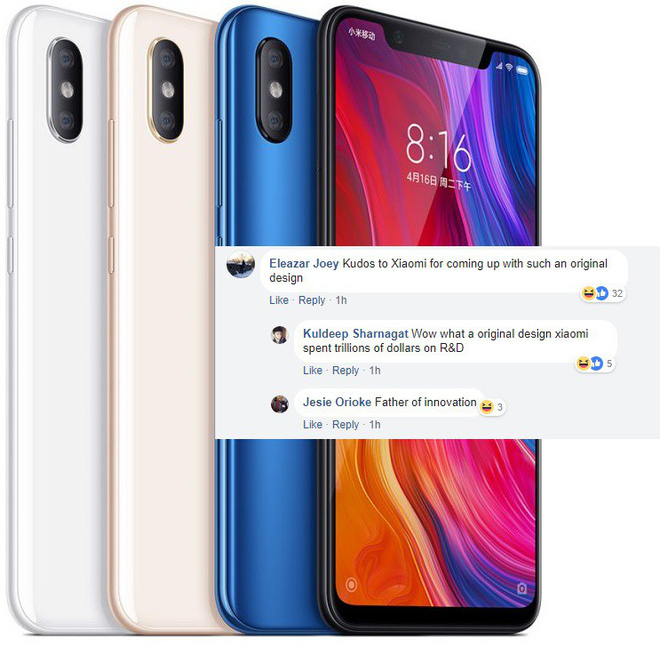 小米移动
8:16
4月16日 周二下午
Eleazar Joey Kudos to Xiaomi for coming up with such an original
design
32
Like · Reply · 1h
Kuldeep Sharnagat Wow what a original design xiaomi
spent trillions of dollars on R&D
5
Like · Reply · 1h
Jesie Orioke Father of innovation
3
Like · Reply · 1h